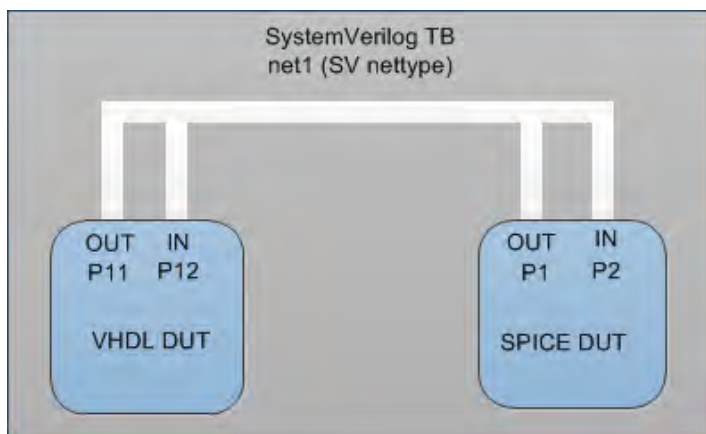 SystemVerilog TB
net1 (SV nettype)
OUT IN
P11 P12
VHDL DUT
OUT IN
P1 P2
SPICE DUT